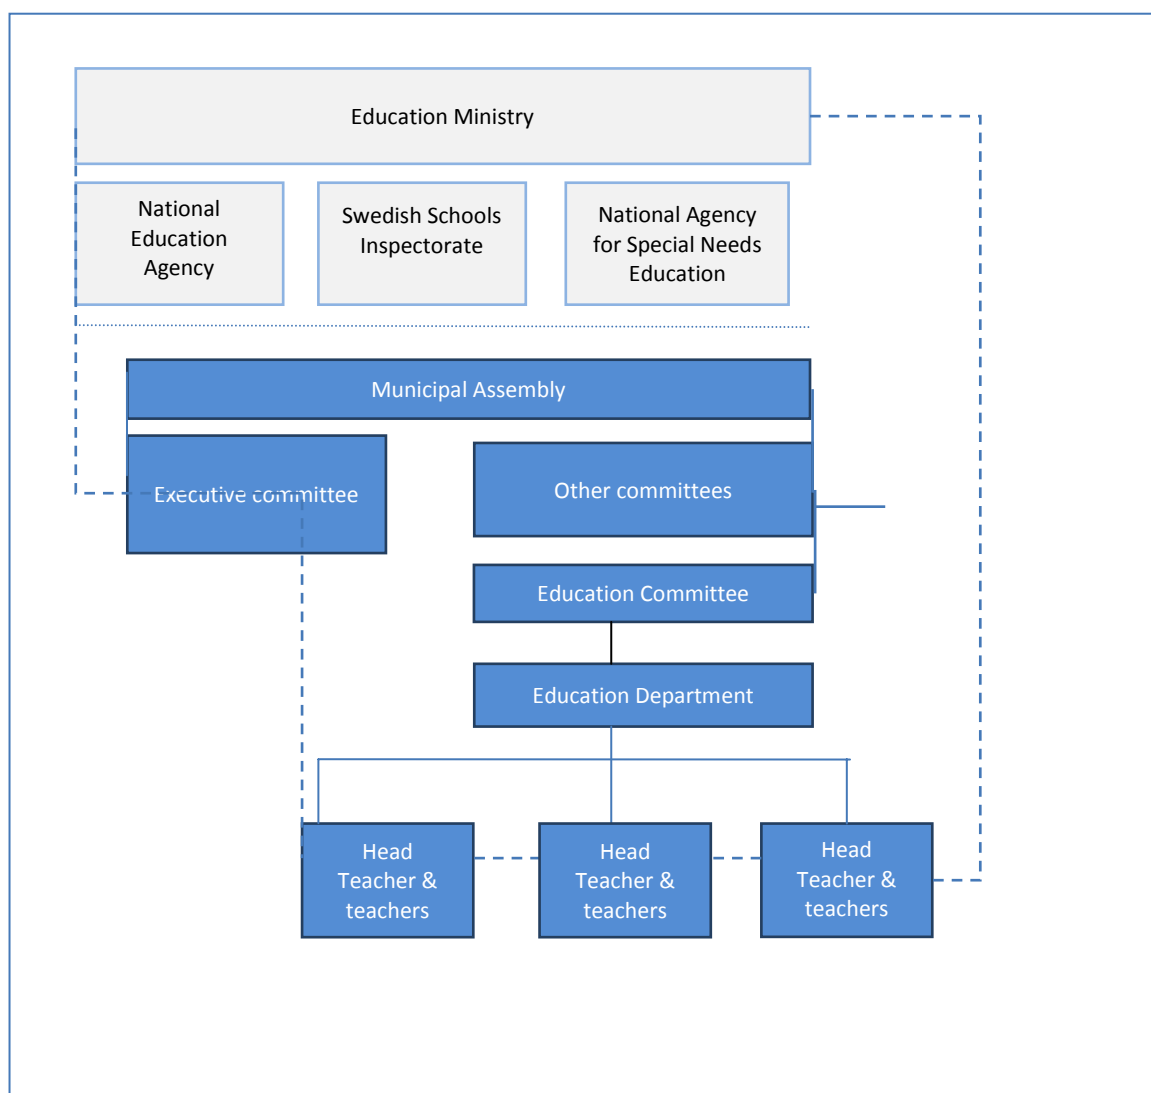 Education Ministry
National
Education
Agency
Swedish Schools
Inspectorate
National Agency
for Special Needs
Education
Municipal Assembly
Executive committee
Other committees
Education Committee
Education Department
Head
Teacher &
teachers
Head
Teacher &
teachers
Head
Teacher &
teachers